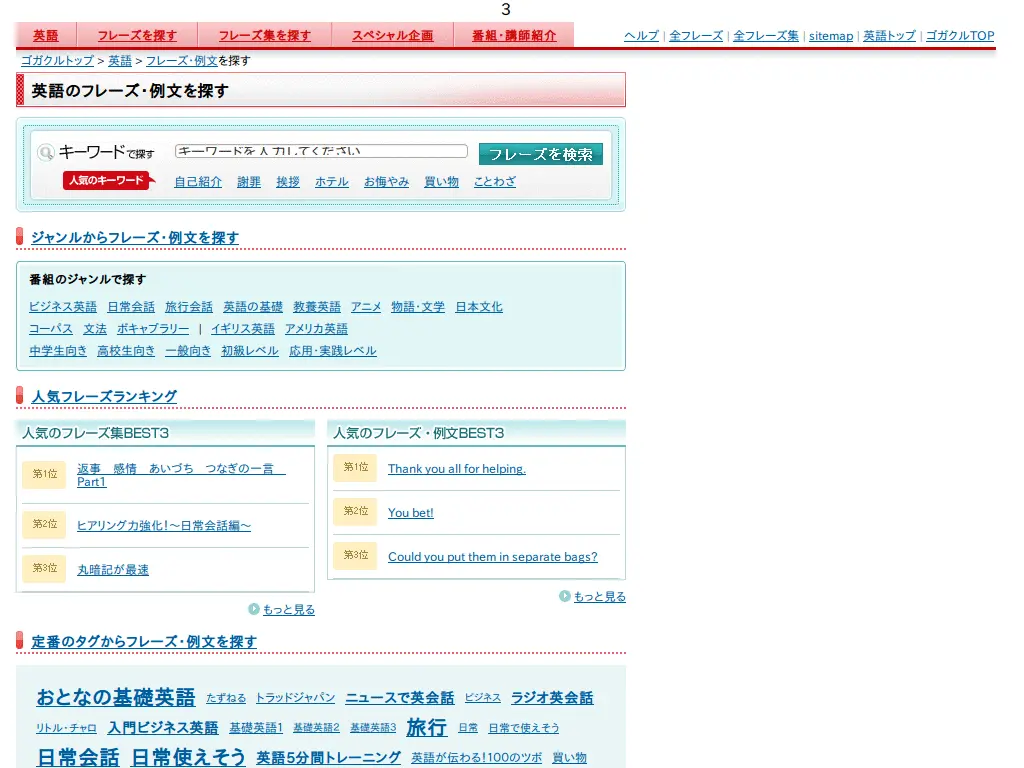 3
英語 フレーズを探す フレーズ集を探す スペシャル企画 番組・講師紹介 ヘルプ | 全フレーズ | 全フレーズ集 | sitemap | 英語トップ | ゴガクルTOP
ゴガクルトップ > 英語 > フレーズ・例文を探す
英語のフレーズ・例文を探す
キーワードで探す キーワードを入力してください フレーズを検索
人気のキーワード 自己紹介 謝罪 挨拶 ホテル お悔やみ 買い物 ことわざ
ジャンルからフレーズ・例文を探す
番組のジャンルで探す
ビジネス英語 日常会話 旅行会話 英語の基礎 教養英語 アニメ 物語・文学 日本文化
コーパス 文法 ボキャブラリー | イギリス英語 アメリカ英語
中学生向き 高校生向き 一般向き 初級レベル 応用・実践レベル
人気フレーズランキング
人気のフレーズ集BEST3
第1位 返事 感情 あいづち つなぎの一言
Part1
第2位 ヒアリング力強化!～日常会話編～
第3位 丸暗記が最速
もっと見る
人気のフレーズ・例文BEST3
第1位 Thank you all for helping.
第2位 You bet!
第3位 Could you put them in separate bags?
もっと見る
定番のタグからフレーズ・例文を探す
おとなの基礎英語 たずねる トラッドジャパン ニュースで英会話 ビジネス ラジオ英会話
リトル・チャロ 入門ビジネス英語 基礎英語1 基礎英語2 基礎英語3 旅行 日常 日常で使えそう
日常会話 日常使えそう 英語5分間トレーニング 英語が伝わる!100のツボ 買い物